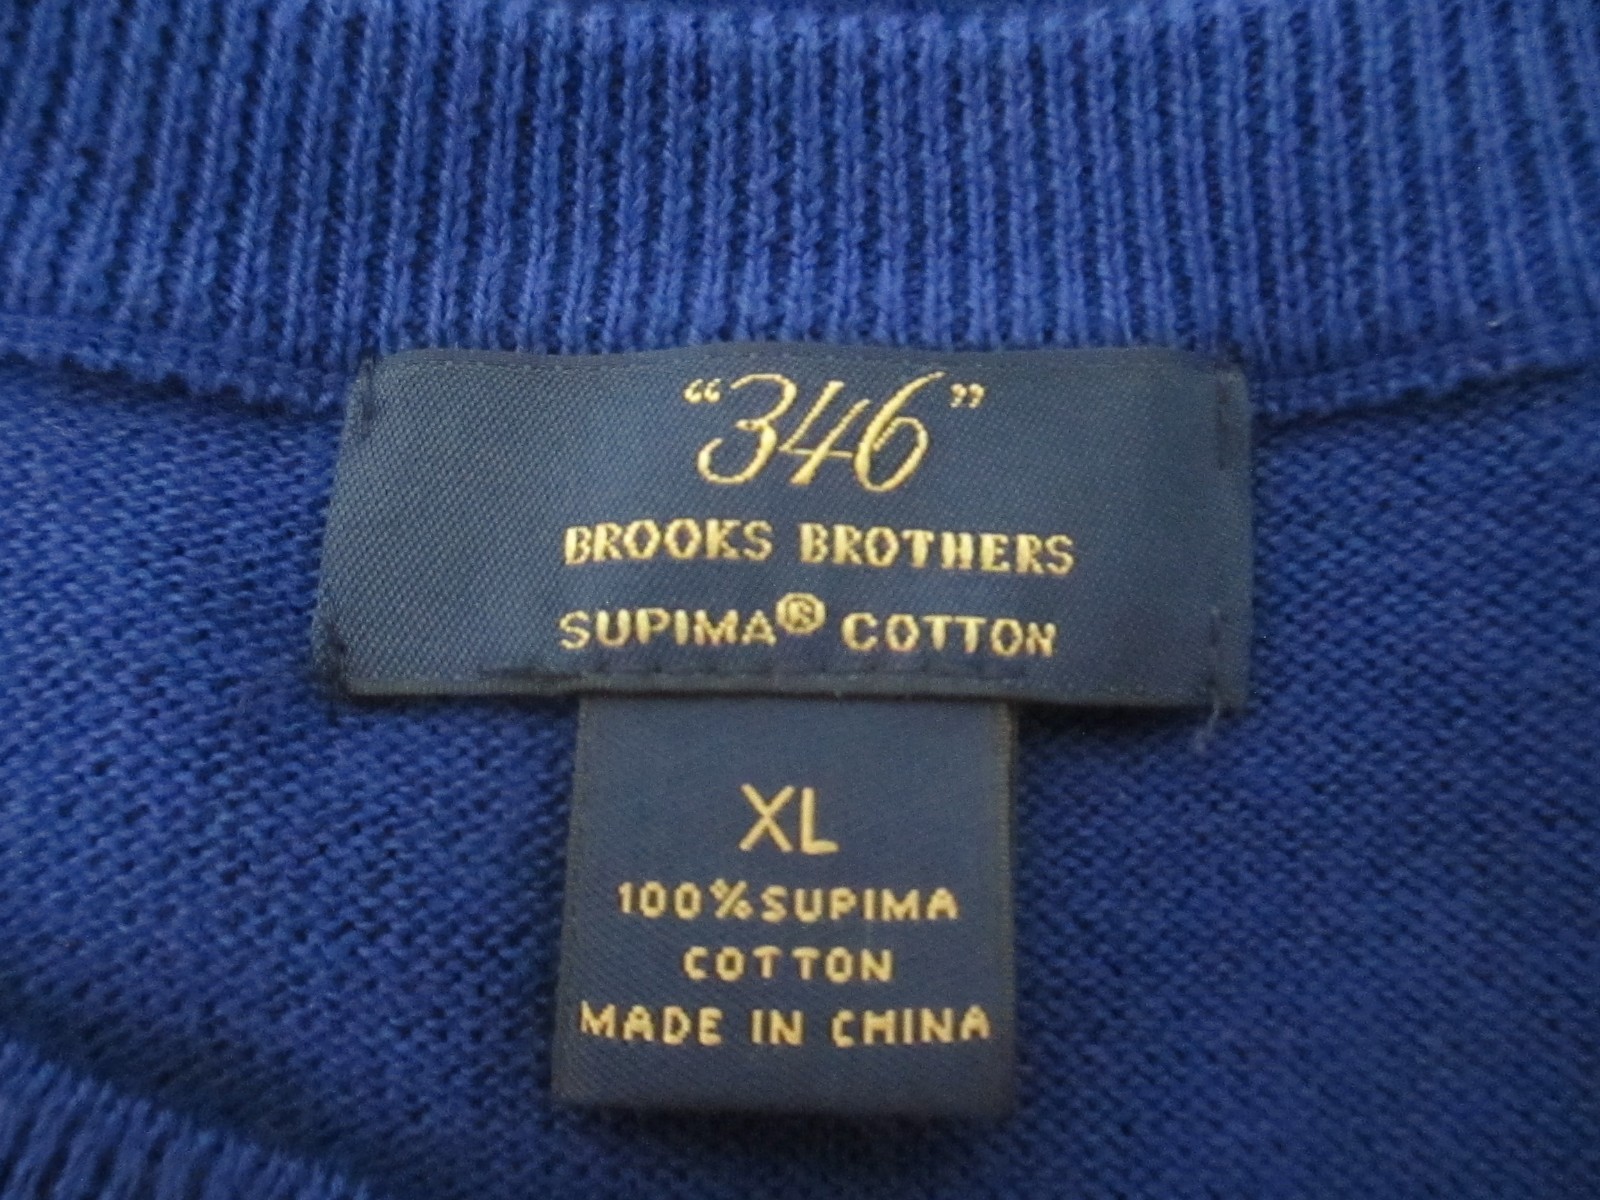 “346”
BROOKS BROTHERS
SUPIMA® COTTON
XL
100%SUPIMA
COTTON
MADE IN CHINA